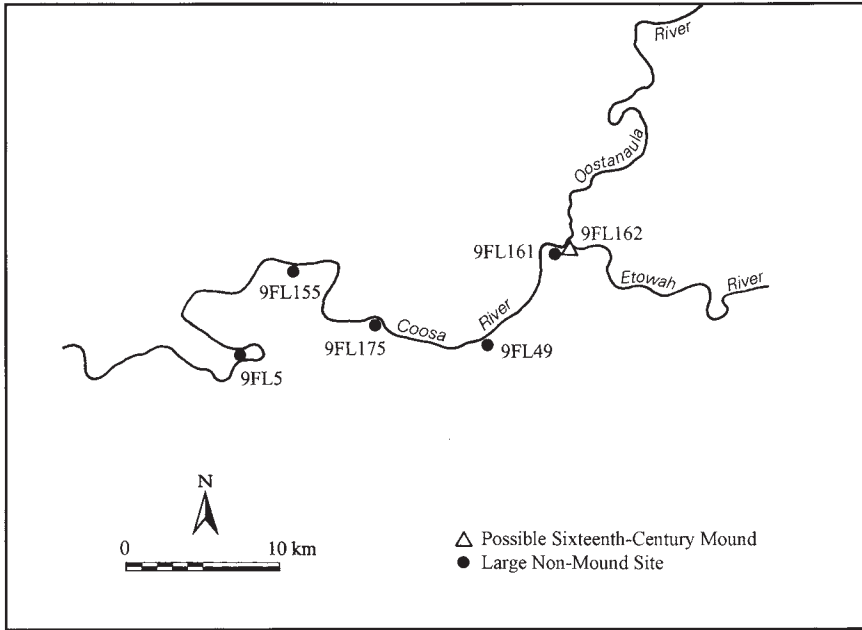 River
Oostanaula
9FL162
9FL161
Etowah River
9FL155
River
Coosa
9FL175
9FL49
9FL5
N
0 10 km
Possible Sixteenth-Century Mound
Large Non-Mound Site